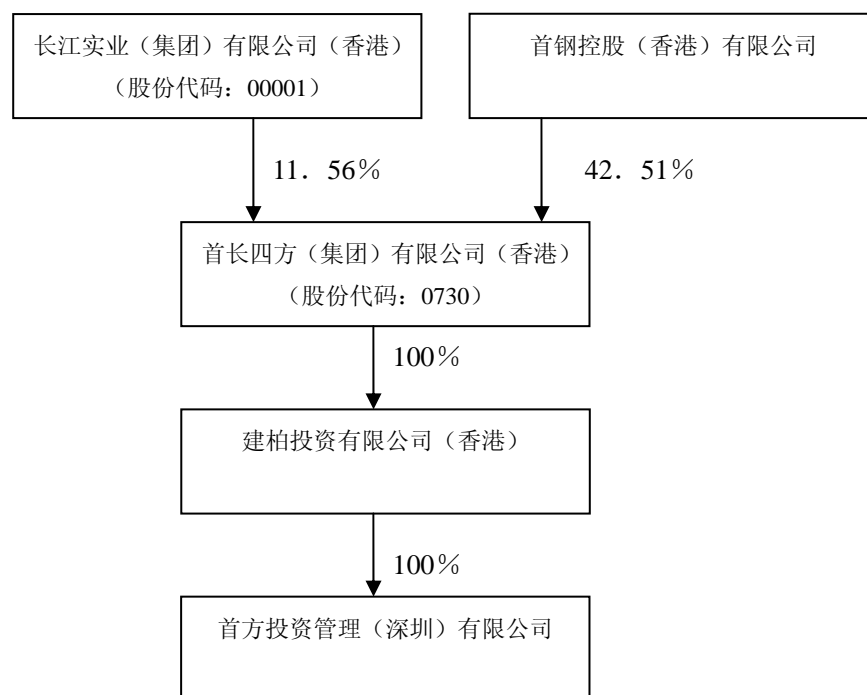 长江实业（集团）有限公司（香港）
（股份代码：00001）
首钢控股（香港）有限公司
11．56％
42．51％
首长四方（集团）有限公司（香港）
（股份代码：0730）
100％
建柏投资有限公司（香港）
100％
首方投资管理（深圳）有限公司